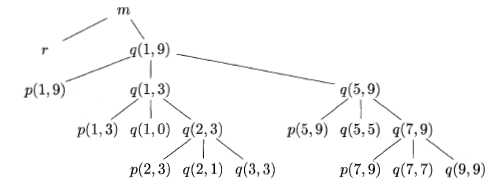 m
r q(1,9)
p(1,9) q(1,3) q(5,9)
p(1,3) q(1,0) q(2,3) p(5,9) q(5,5) q(7,9)
p(2,3) q(2,1) q(3,3) p(7,9) q(7,7) q(9,9)